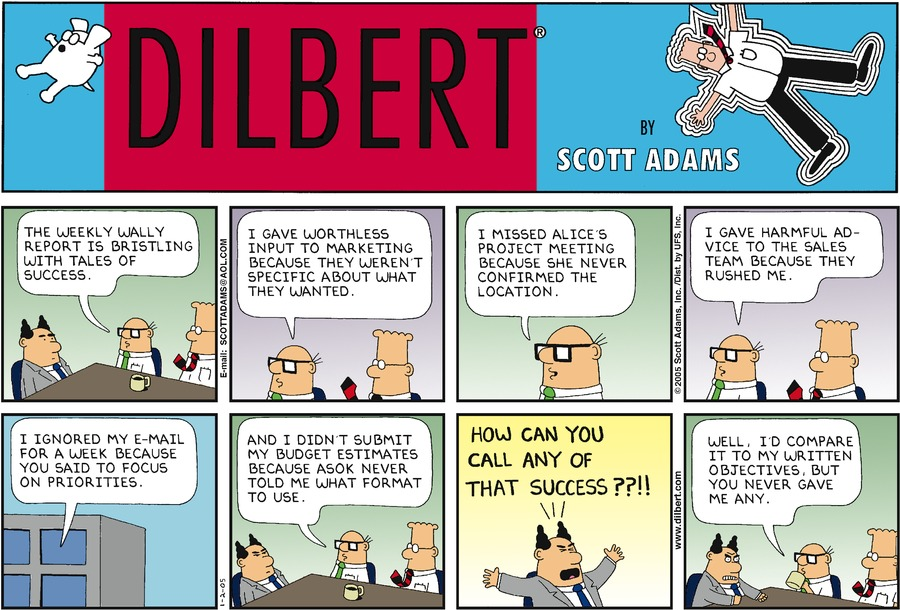 DILBERT®
BY
SCOTT ADAMS
THE WEEKLY WALLY
REPORT IS BRISTLING
WITH TALES OF
SUCCESS.
E-mail: SCOTTADAMS@AOL.COM
I GAVE WORTHLESS
INPUT TO MARKETING
BECAUSE THEY WEREN'T
SPECIFIC ABOUT WHAT
THEY WANTED.
I MISSED ALICE'S
PROJECT MEETING
BECAUSE SHE NEVER
CONFIRMED THE
LOCATION.
©2005 Scott Adams, Inc./Dist. by UFS, Inc.
I GAVE HARMFUL AD-
VICE TO THE SALES
TEAM BECAUSE THEY
RUSHED ME.
I IGNORED MY E-MAIL
FOR A WEEK BECAUSE
YOU SAID TO FOCUS
ON PRIORITIES.
1-2-05
AND I DIDN'T SUBMIT
MY BUDGET ESTIMATES
BECAUSE ASOK NEVER
TOLD ME WHAT FORMAT
TO USE.
HOW CAN YOU
CALL ANY OF
THAT SUCCESS??!!
www.dilbert.com
WELL, I'D COMPARE
IT TO MY WRITTEN
OBJECTIVES, BUT
YOU NEVER GAVE
ME ANY.